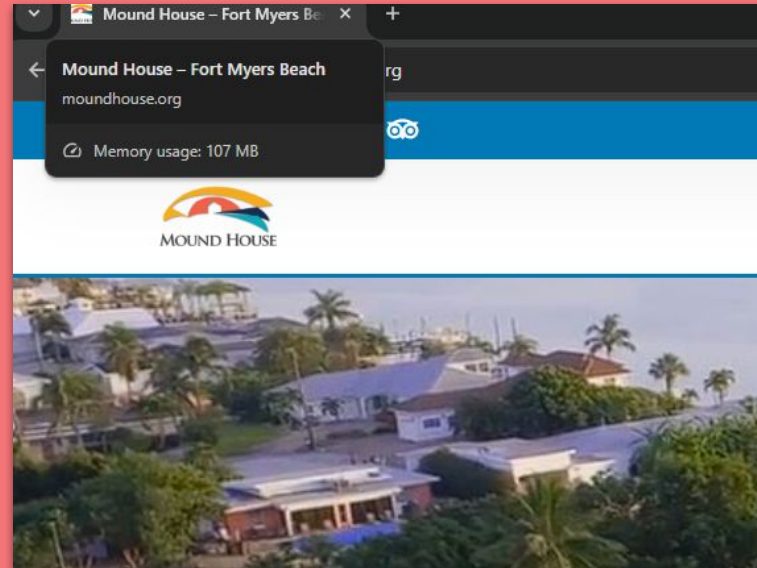 Mound House – Fort Myers Be
Mound House – Fort Myers Beach
rg
moundhouse.org
Memory usage: 107 MB
MOUND HOUSE